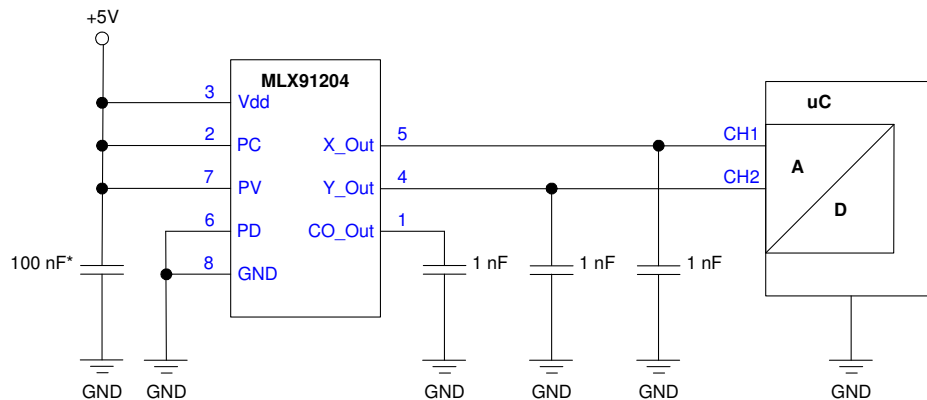 +5V
MLX91204
uC
3 Vdd
2 PC X_Out 5 CH1
A
7 PV Y_Out 4 CH2
D
6 PD CO_Out 1
100 nF* 8 GND 1 nF 1 nF 1 nF
GND GND GND GND GND GND